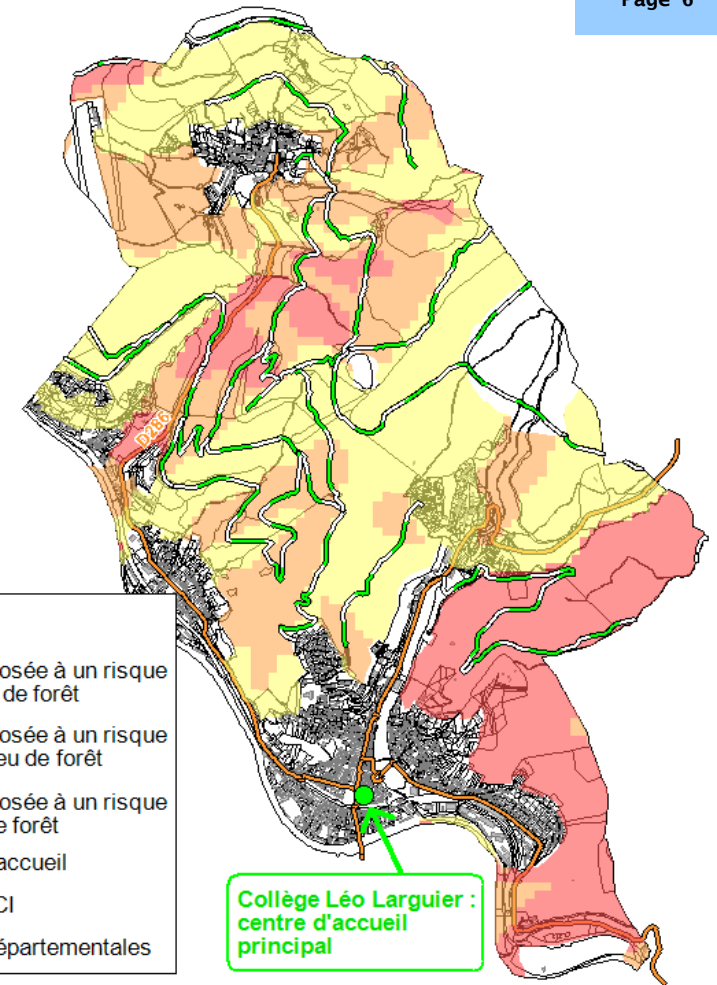 Page 6
D286
osée à un risque
de forêt
osée à un risque
eu de forêt
osée à un risque
e forêt
accueil
CI
épartementales
Collège Léo Larguier :
centre d'accueil
principal